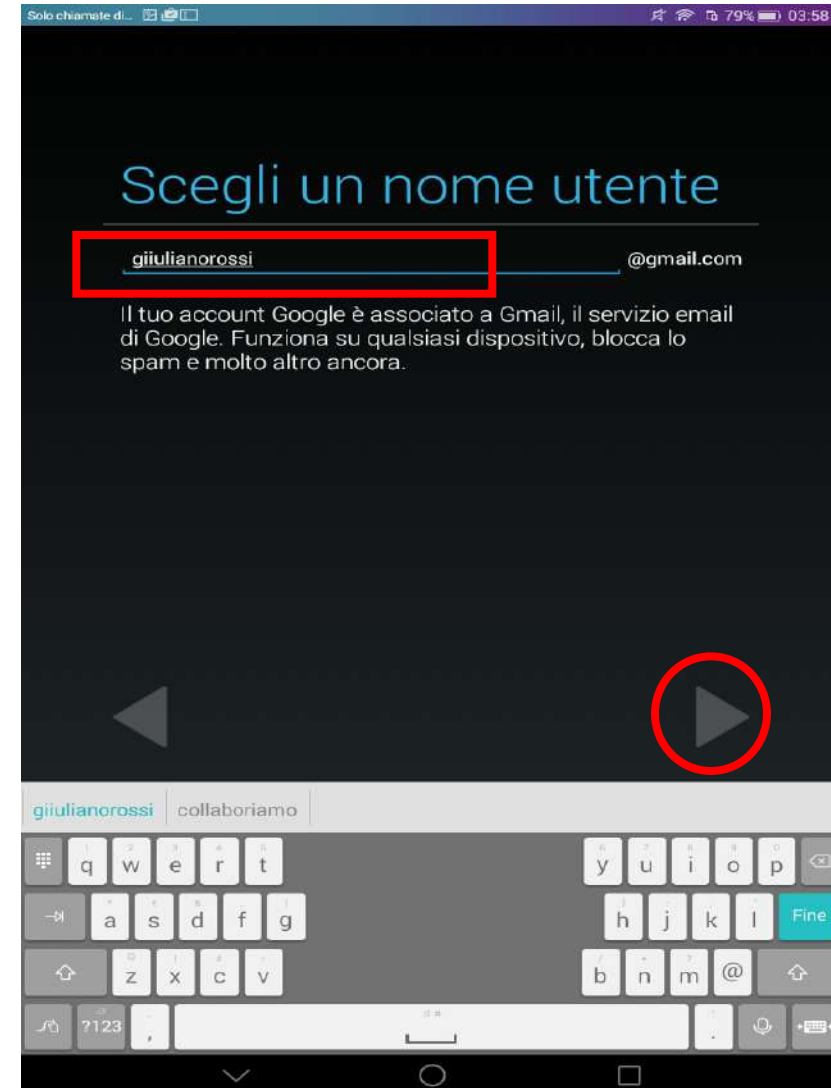 Solo chiamate di... 79% 03:58
Scegli un nome utente
giiulianorossi @gmail.com
Il tuo account Google è associato a Gmail, il servizio email
di Google. Funziona su qualsiasi dispositivo, blocca lo
spam e molto altro ancora.
giiulianorossi collaboriamo
q w e r t y u i o p
a s d f g h j k l Fine
z x c v b n m @
?123 , .